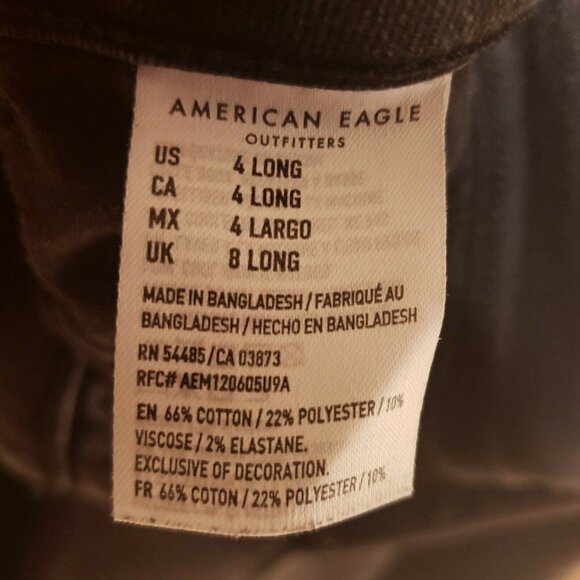 AMERICAN EAGLE
OUTFITTERS
US 4 LONG
CA 4 LONG
MX 4 LARGO
UK 8 LONG
MADE IN BANGLADESH / FABRIQUÉ AU
BANGLADESH / HECHO EN BANGLADESH
RN 54485 / CA 03873
RFC# AEM120605U9A
EN 66% COTTON / 22% POLYESTER / 10%
VISCOSE / 2% ELASTANE.
EXCLUSIVE OF DECORATION.
FR 66% COTON / 22% POLYESTER / 10%